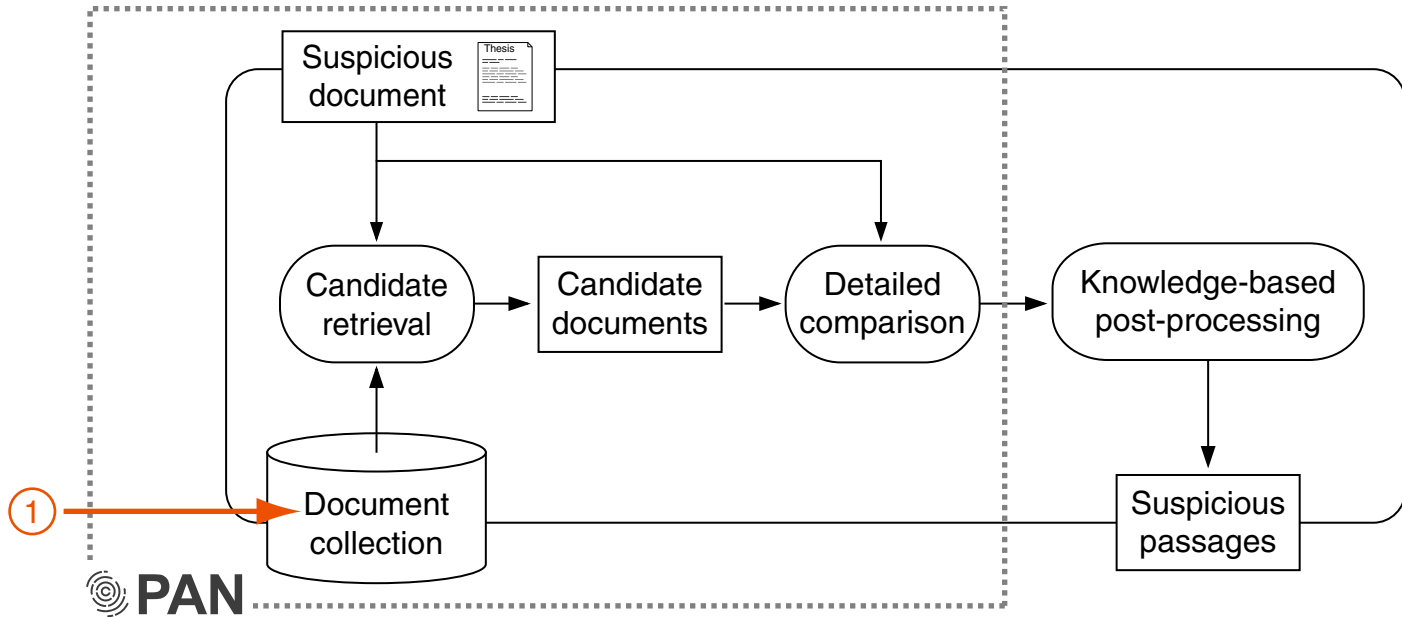 Suspicious
document
Thesis
Candidate
retrieval
Candidate
documents
Detailed
comparison
Knowledge-based
post-processing
1
Document
collection
Suspicious
passages
PAN